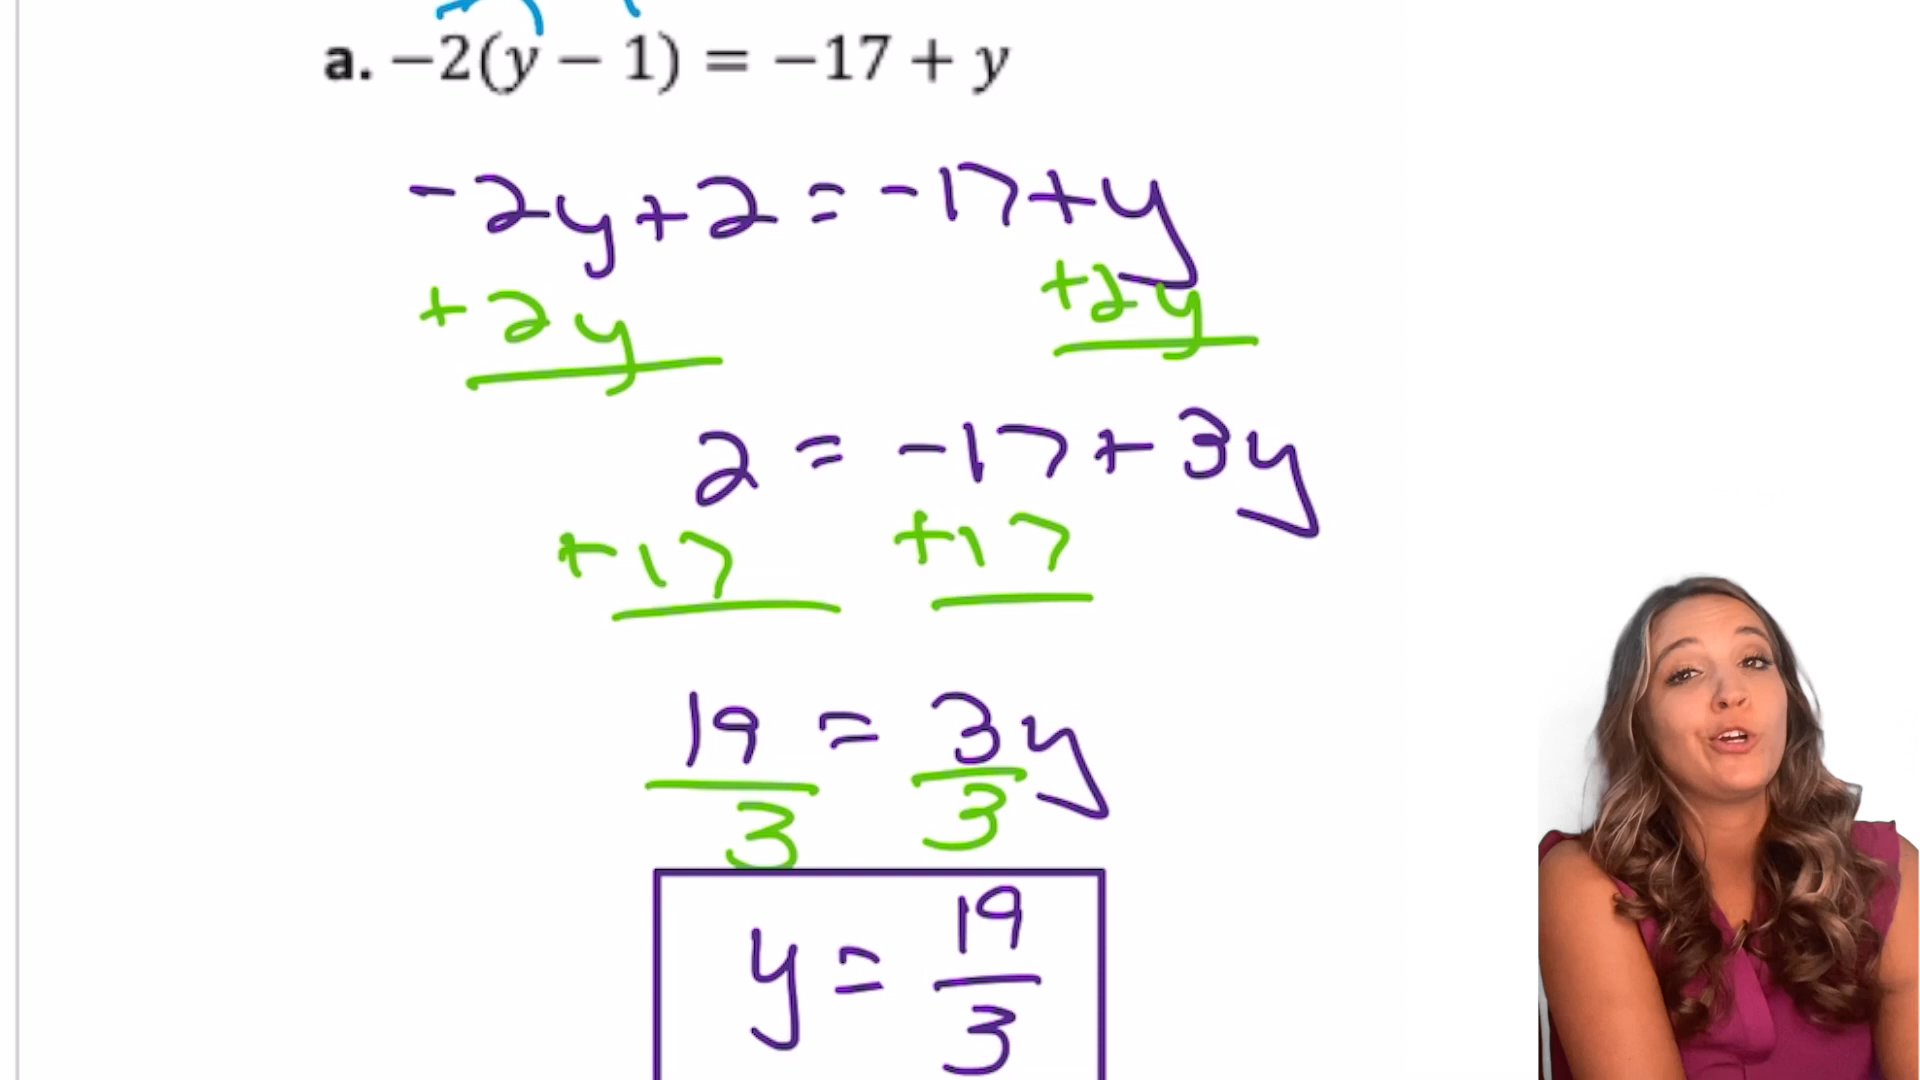 a. −2(y − 1) = −17 + y
-2y+2 = -17+y
+2y +2y
2 = -17+3y
+17 +17
19 = 3y
3 3
y = 19/3